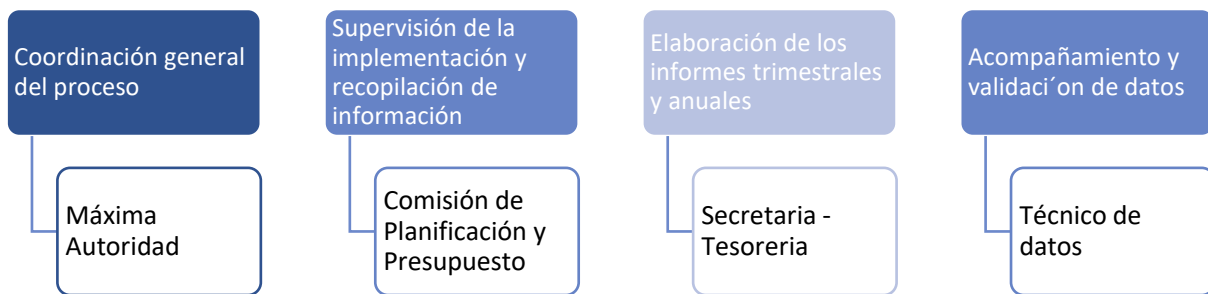 Coordinación general
del proceso
Máxima
Autoridad
Supervisión de la
implementación y
recopilación de
información
Comisión de
Planificación y
Presupuesto
Elaboración de los
informes trimestrales
y anuales
Secretaria -
Tesoreria
Acompañamiento y
validaci´on de datos
Técnico de
datos